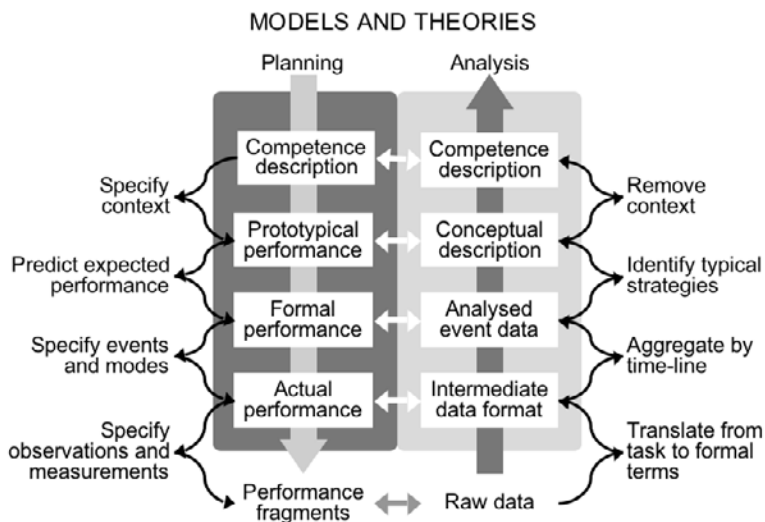 MODELS AND THEORIES
Planning
Analysis
Competence
description
Competence
description
Specify
context
Remove
context
Prototypical
performance
Conceptual
description
Predict expected
performance
Identify typical
strategies
Formal
performance
Analysed
event data
Specify events
and modes
Aggregate by
time-line
Actual
performance
Intermediate
data format
Specify
observations and
measurements
Translate from
task to formal
terms
Performance
fragments
Raw data